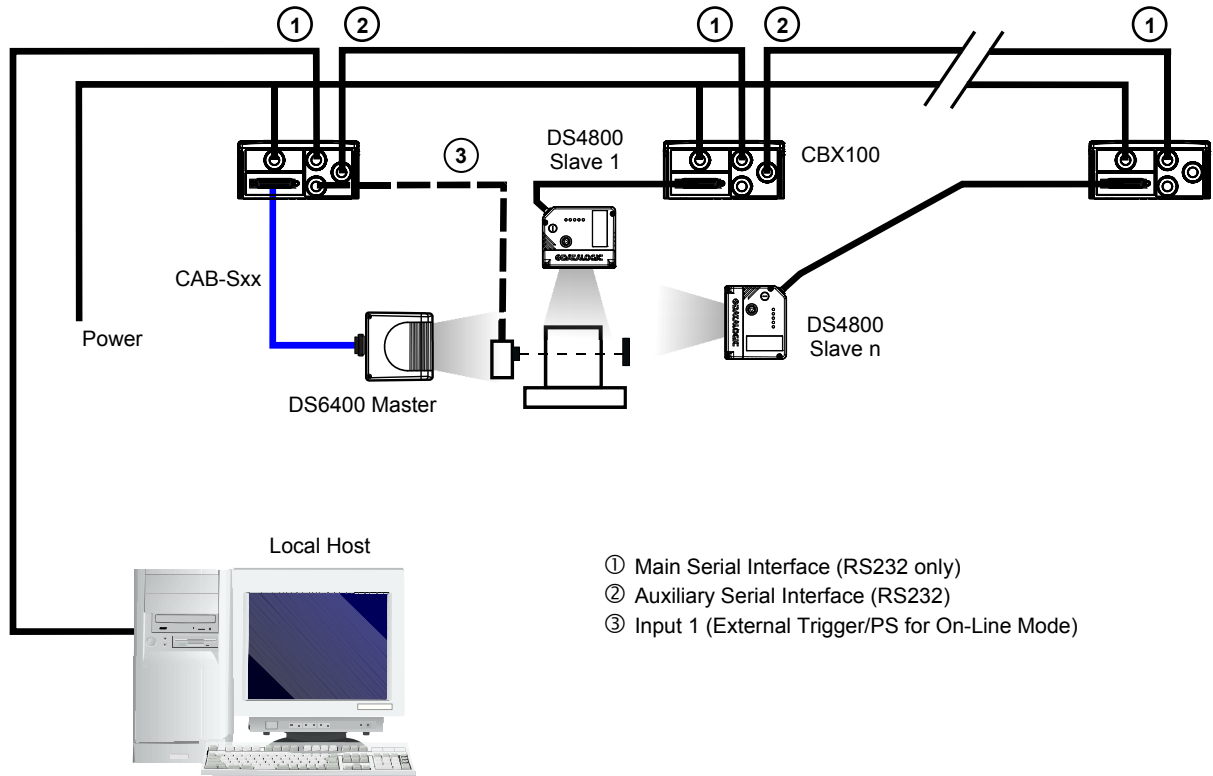 ① ② ① ② ①
③
DS4800
Slave 1
CBX100
DATALOGIC
CAB-Sxx
Power
DS6400 Master
DATALOGIC
DS4800
Slave n
Local Host
① Main Serial Interface (RS232 only)
② Auxiliary Serial Interface (RS232)
③ Input 1 (External Trigger/PS for On-Line Mode)